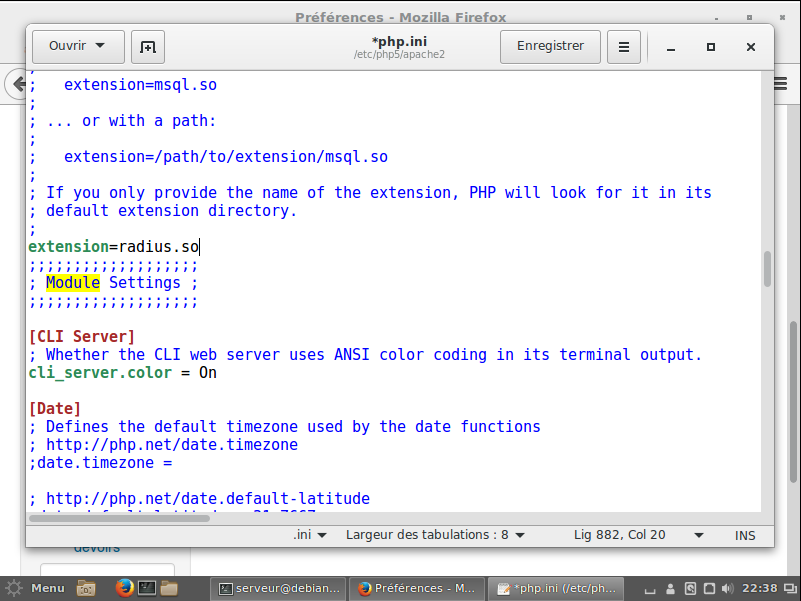 Préférences - Mozilla Firefox
Ouvrir
*php.ini
/etc/php5/apache2
Enregistrer
;
;   extension=msql.so
;
; ... or with a path:
;
;   extension=/path/to/extension/msql.so
;
; If you only provide the name of the extension, PHP will look for it in its
; default extension directory.
;
extension=radius.so
;;;;;;;;;;;;;;;;;;;
; Module Settings ;
;;;;;;;;;;;;;;;;;;;
[CLI Server]
; Whether the CLI web server uses ANSI color coding in its terminal output.
cli_server.color = On
[Date]
; Defines the default timezone used by the date functions
; http://php.net/date.timezone
;date.timezone =
; http://php.net/date.default-latitude
.ini
Largeur des tabulations : 8
Lig 882, Col 20
INS
devoirs
Menu
serveur@debian...
Préférences - M...
*php.ini (/etc/ph...
22:38